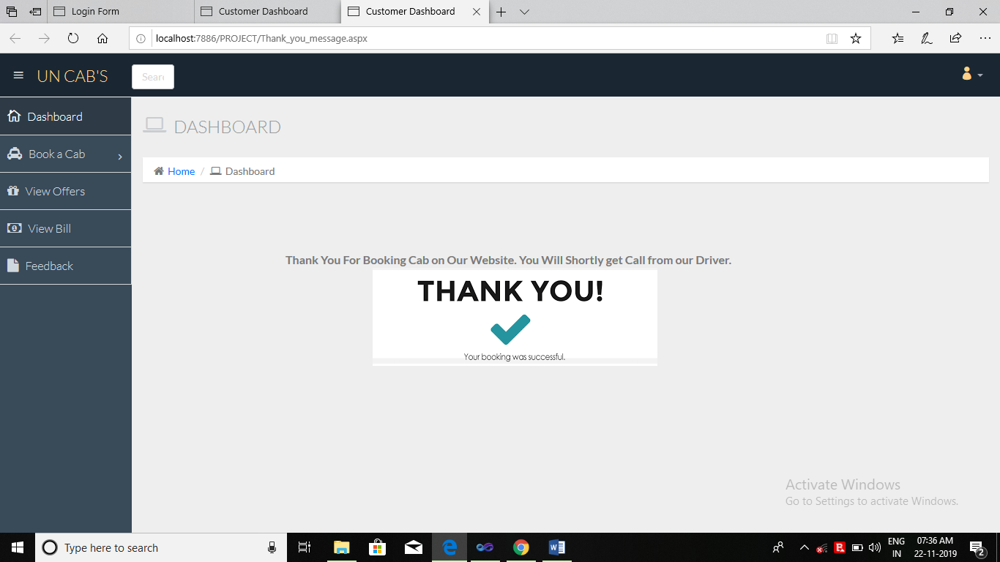 Login Form
Customer Dashboard
Customer Dashboard
localhost:7886/PROJECT/Thank_you_message.aspx
UN CAB'S
Sear
Dashboard
Book a Cab
View Offers
View Bill
Feedback
DASHBOARD
Home / Dashboard
Thank You For Booking Cab on Our Website. You Will Shortly get Call from our Driver.
THANK YOU!
Your booking was successful.
Activate Windows
Go to Settings to activate Windows.
Type here to search
ENG
IN
07:36 AM
22-11-2019
2